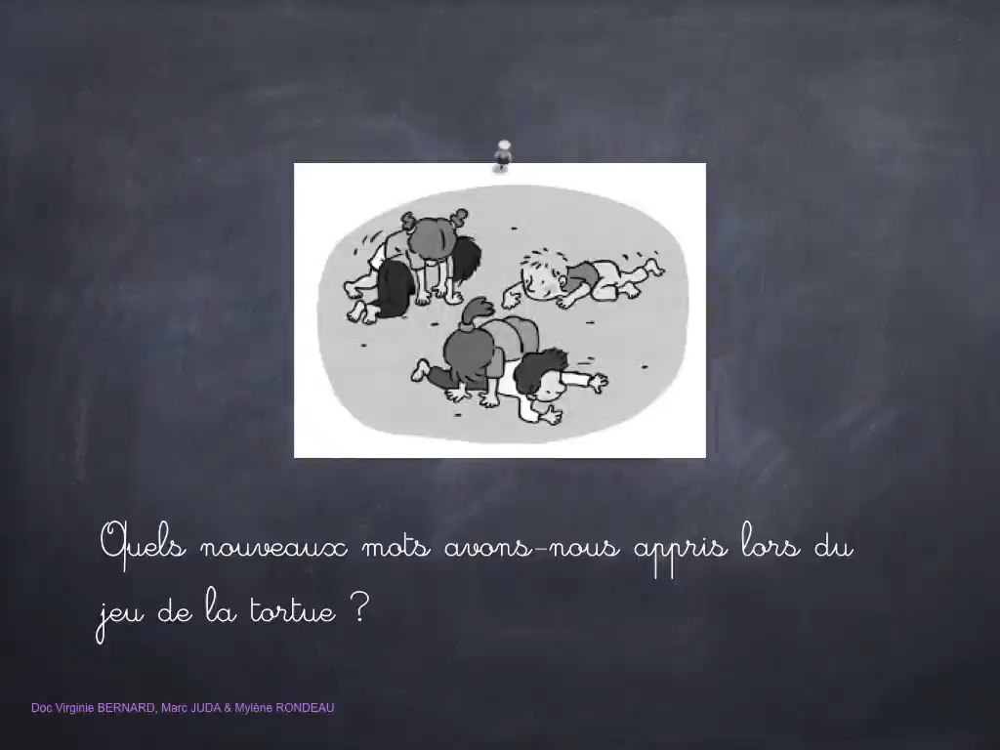 Quels nouveaux mots avons-nous appris lors du
jeu de la tortue ?
Doc Virginie BERNARD, Marc JUDA & Mylène RONDEAU